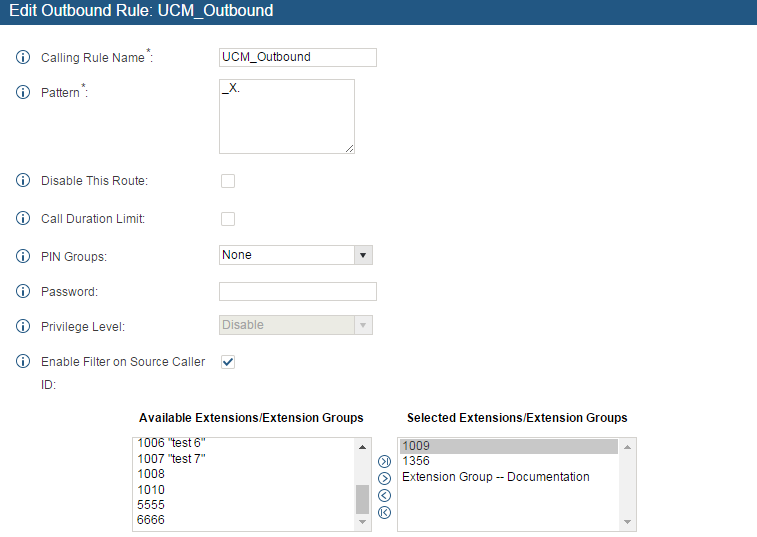 Edit Outbound Rule: UCM_Outbound
Calling Rule Name*: UCM_Outbound
Pattern*: _X.
Disable This Route:
Call Duration Limit:
PIN Groups: None
Password:
Privilege Level: Disable
Enable Filter on Source Caller
ID:
Available Extensions/Extension Groups
1006 "test 6"
1007 "test 7"
1008
1010
5555
6666
Selected Extensions/Extension Groups
1009
1356
Extension Group -- Documentation